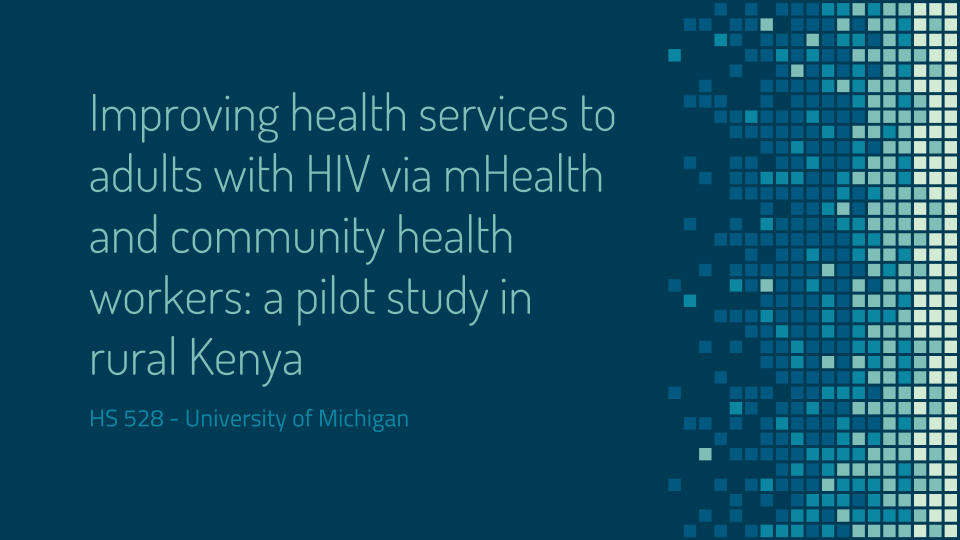 Improving health services to
adults with HIV via mHealth
and community health
workers: a pilot study in
rural Kenya
HS 528 - University of Michigan